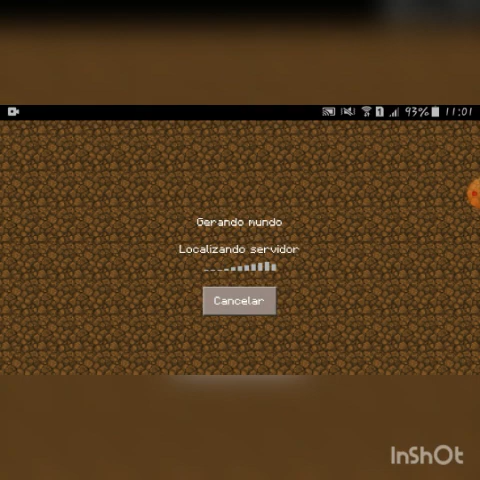 93% 11:01
Gerando mundo
Localizando servidor
Cancelar
InShOt